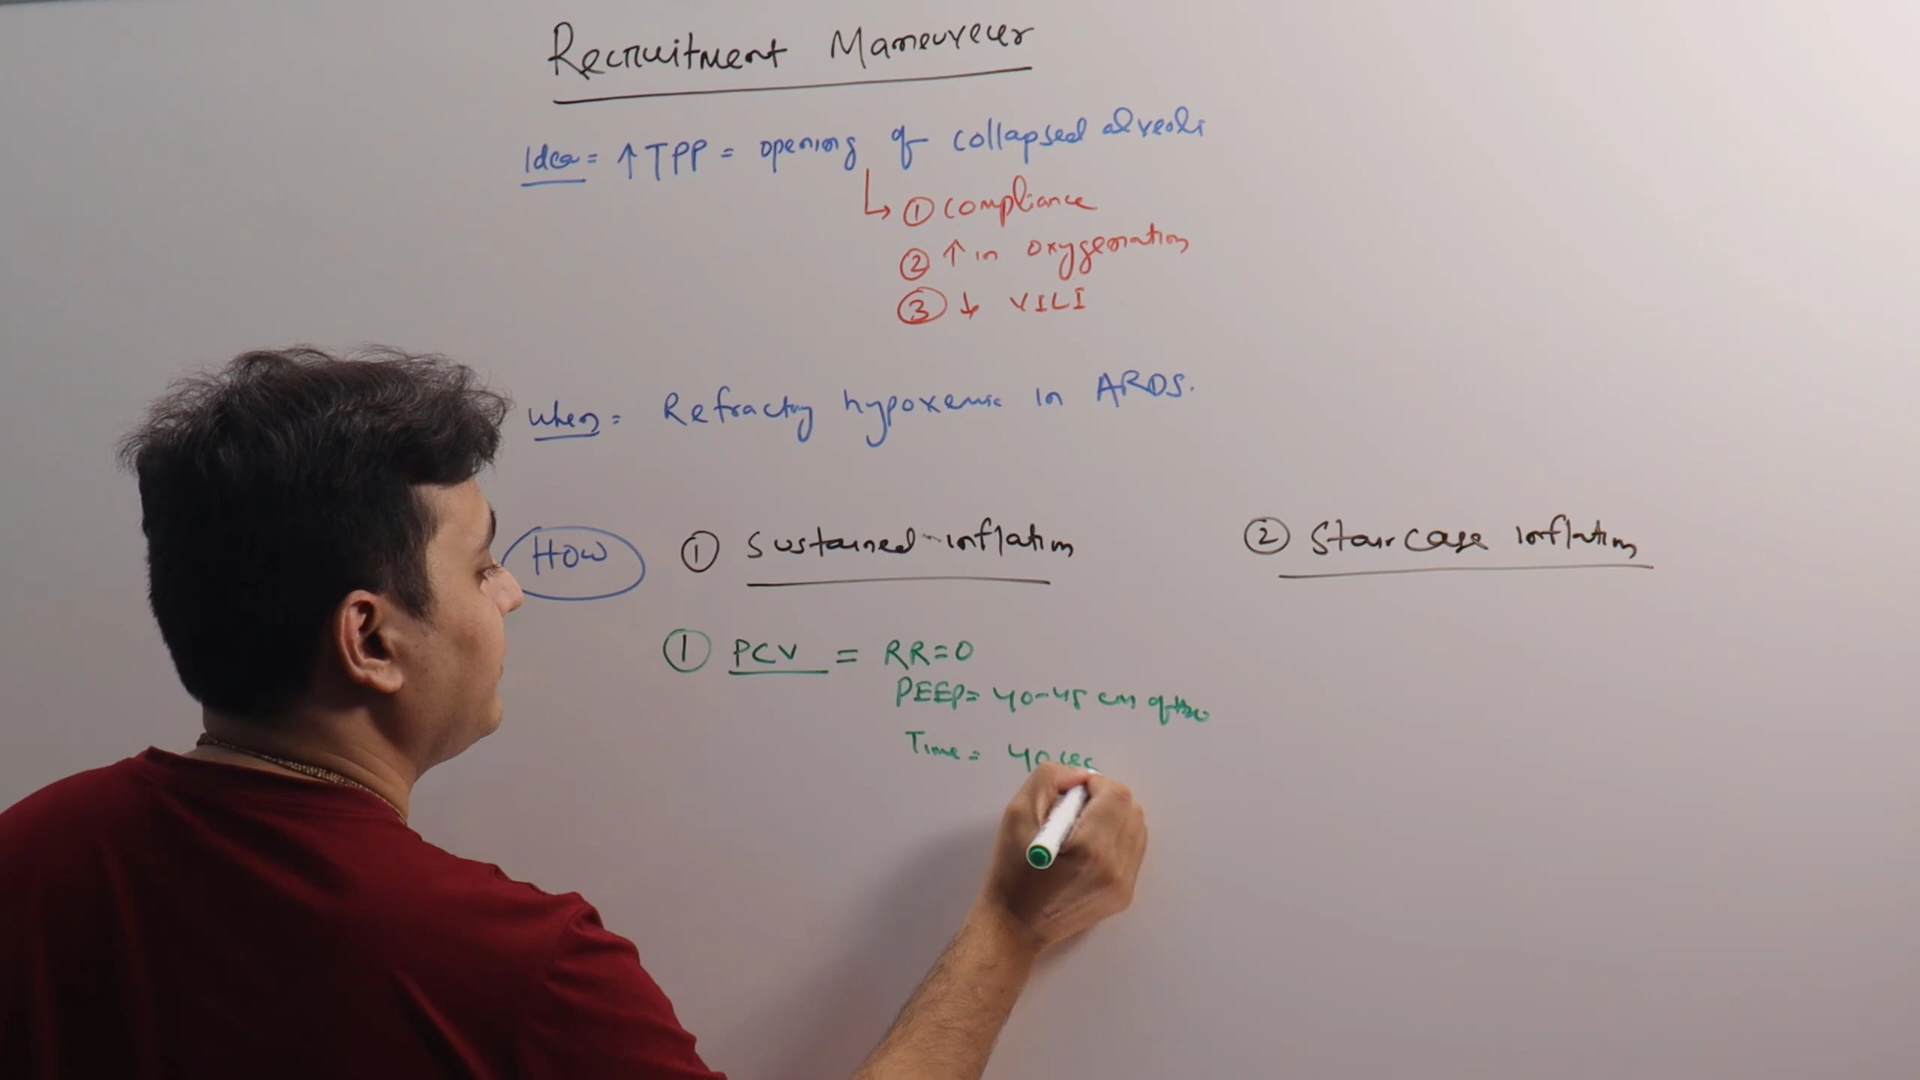 Recruitment Maneuveur
Idea = ↑ TPP = opening of collapsed alveoli
↳ ① compliance
② ↑ in oxygenation
③ ↓ VILI
When = Refractory hypoxemia in ARDS.
How ① Sustained inflation ② Staircase inflation
① PCV = RR=0
PEEP= 40-45 cm of H2O
Time = 40 sec